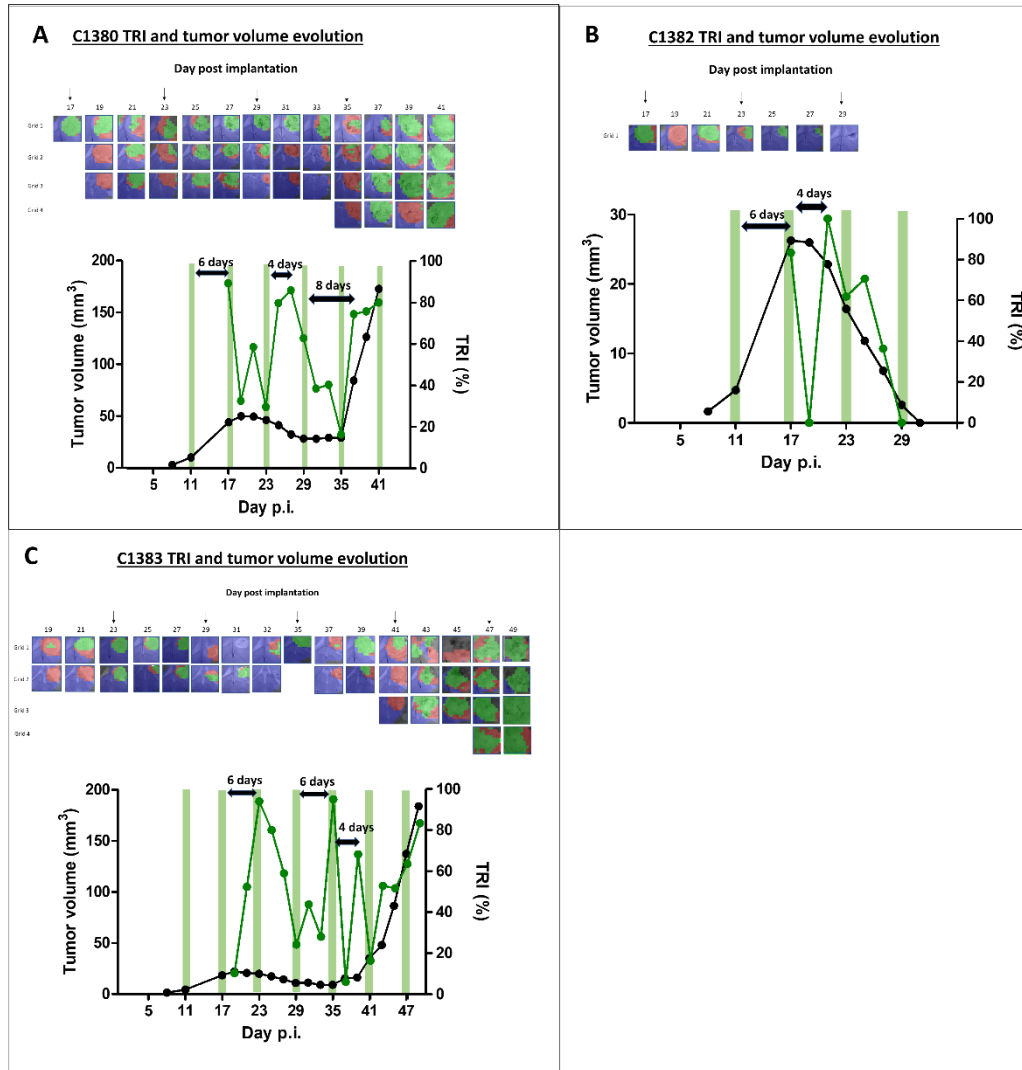 A
C1380 TRI and tumor volume evolution
Day post implantation
17 19 21 23 25 27 29 31 33 35 37 39 41
Grid 1
Grid 2
Grid 3
Grid 4
6 days
4 days
8 days
Tumor volume (mm³)
200
150
100
50
0
TRI (%)
100
80
60
40
20
0
5 11 17 23 29 35 41
Day p.i.
B
C1382 TRI and tumor volume evolution
Day post implantation
17 19 21 23 25 27 29
Grid 1
6 days
4 days
Tumor volume (mm³)
30
20
10
0
TRI (%)
100
80
60
40
20
0
5 11 17 23 29
Day p.i.
C
C1383 TRI and tumor volume evolution
Day post implantation
19 21 23 25 27 29 31 32 35 37 39 41 43 45 47 49
Grid 1
Grid 2
Grid 3
Grid 4
6 days
6 days
4 days
Tumor volume (mm³)
200
150
100
50
0
TRI (%)
100
80
60
40
20
0
5 11 17 23 29 35 41 47
Day p.i.